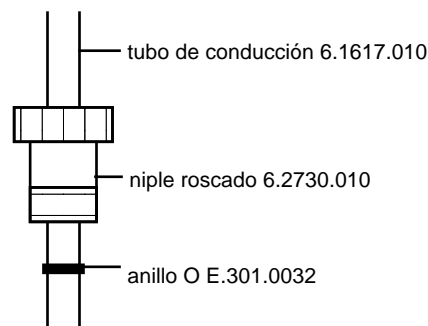 tubo de conducción 6.1617.010
niple roscado 6.2730.010
anillo O E.301.0032